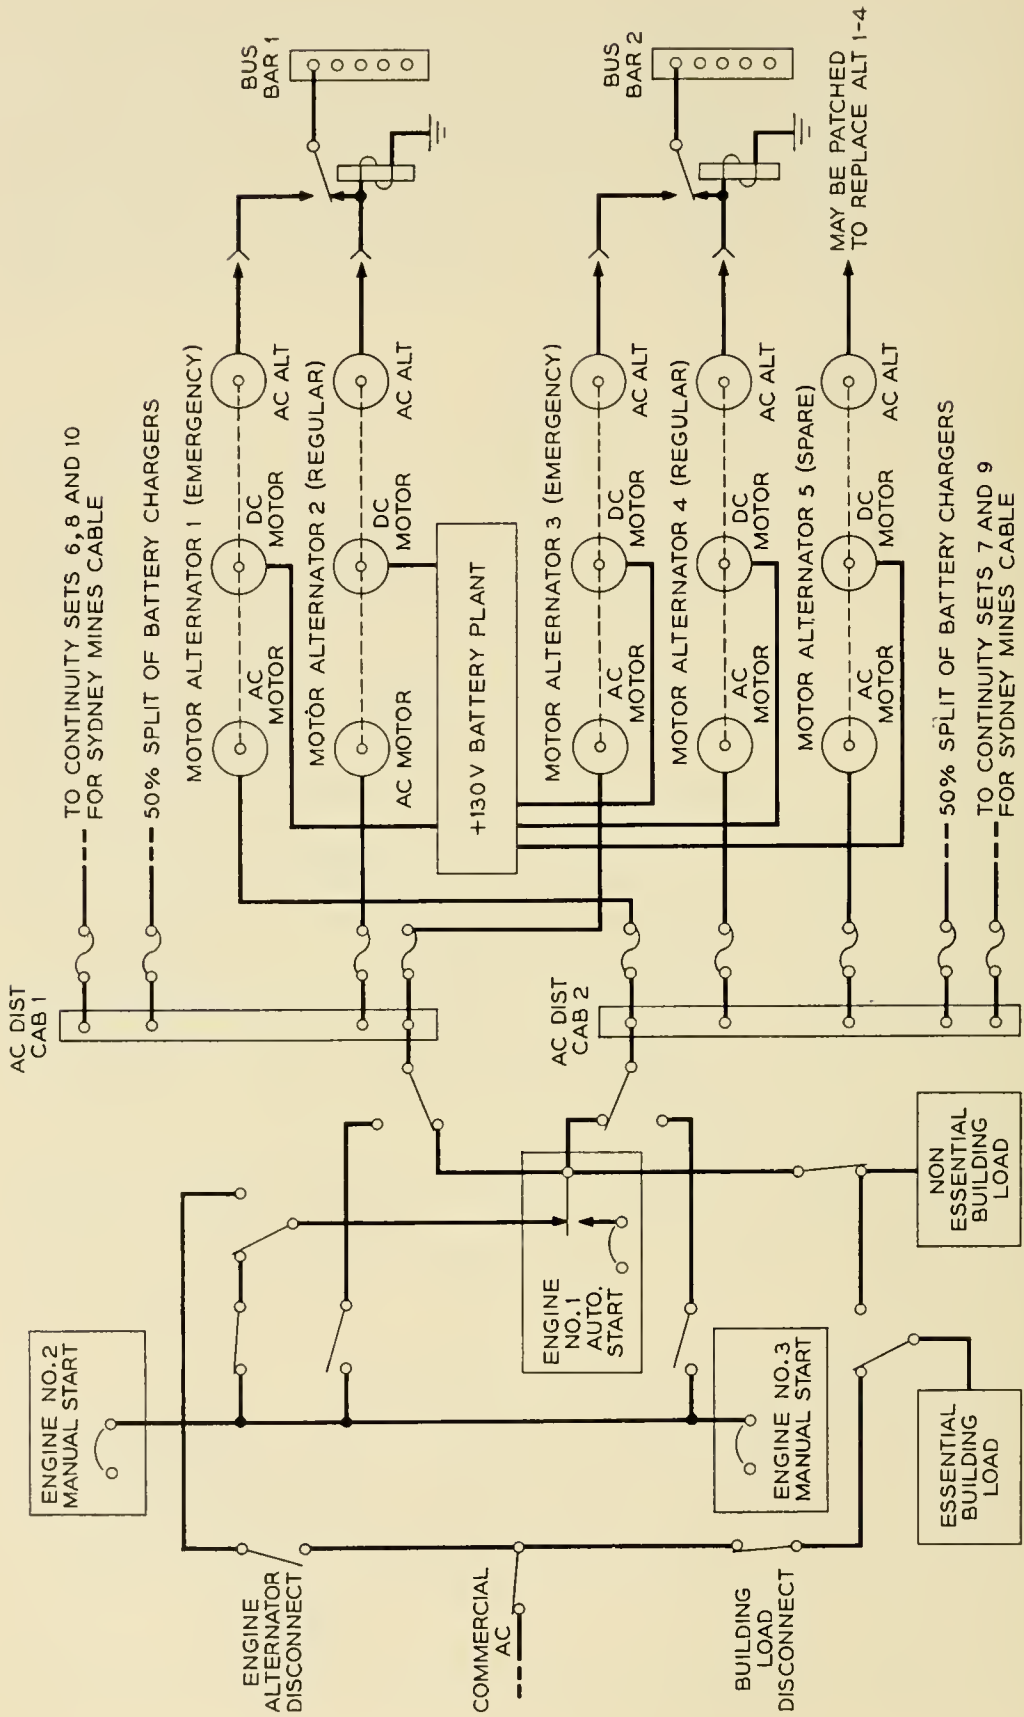 ENGINE
ALTERNATOR
DISCONNECT
COMMERCIAL
AC
BUILDING
LOAD
DISCONNECT
ENGINE NO.2
MANUAL START
ENGINE
NO.1
AUTO.
START
ENGINE NO.3
MANUAL START
ESSENTIAL
BUILDING
LOAD
NON
ESSENTIAL
BUILDING
LOAD
AC DIST
CAB 1
AC DIST
CAB 2
TO CONTINUITY SETS 6, 8 AND 10
FOR SYDNEY MINES CABLE
50% SPLIT OF BATTERY CHARGERS
MOTOR ALTERNATOR 1 (EMERGENCY)
AC
MOTOR
DC
MOTOR
AC ALT
MOTOR ALTERNATOR 2 (REGULAR)
AC MOTOR
DC
MOTOR
AC ALT
+130V BATTERY PLANT
MOTOR ALTERNATOR 3 (EMERGENCY)
AC
MOTOR
DC
MOTOR
AC ALT
MOTOR ALTERNATOR 4 (REGULAR)
AC
MOTOR
DC
MOTOR
AC ALT
MOTOR ALTERNATOR 5 (SPARE)
AC
MOTOR
DC
MOTOR
AC ALT
50% SPLIT OF BATTERY CHARGERS
TO CONTINUITY SETS 7 AND 9
FOR SYDNEY MINES CABLE
BUS
BAR 1
BUS
BAR 2
MAY BE PATCHED
TO REPLACE ALT 1-4